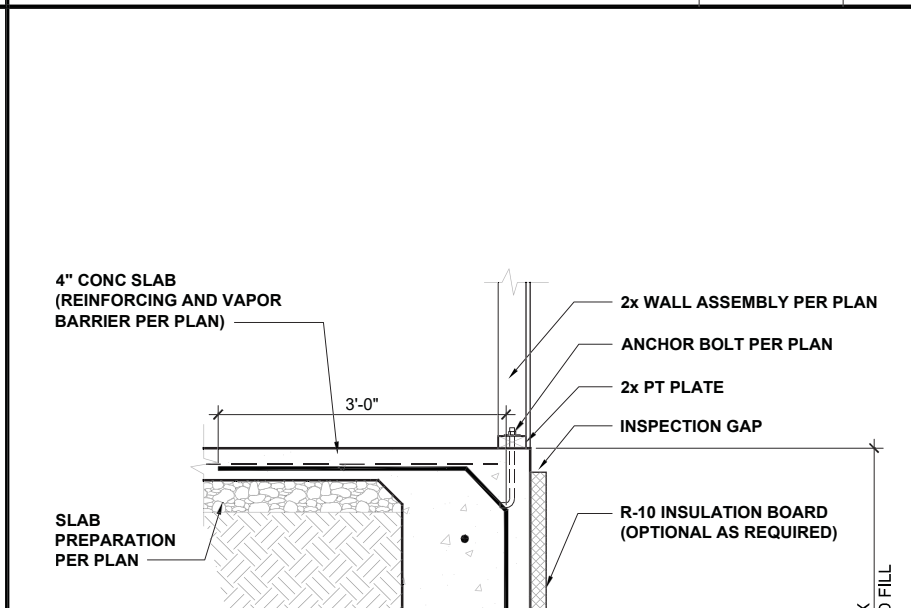 4" CONC SLAB
(REINFORCING AND VAPOR
BARRIER PER PLAN)
2x WALL ASSEMBLY PER PLAN
ANCHOR BOLT PER PLAN
2x PT PLATE
3'-0"
INSPECTION GAP
SLAB
PREPARATION
PER PLAN
R-10 INSULATION BOARD
(OPTIONAL AS REQUIRED)
FILL